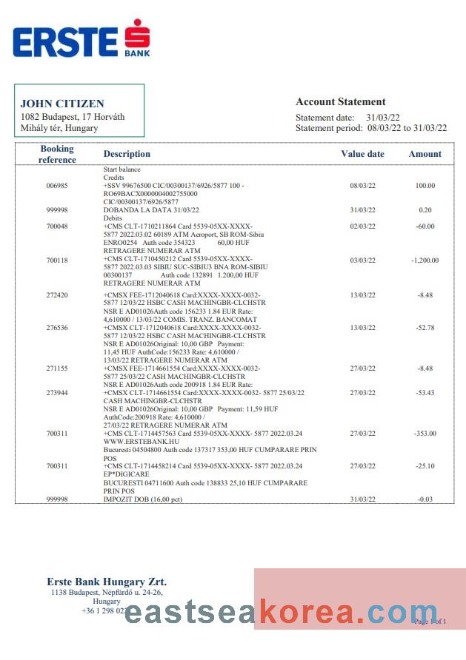 ERSTE S
BANK
JOHN CITIZEN
1082 Budapest, 17 Horváth
Mihály tér, Hungary
Account Statement
Statement date: 31/03/22
Statement period: 08/03/22 to 31/03/22
Booking reference Description Value date Amount
Start balance
Credits
006985 +SSV 99676500 CIC/00300137/6926/5877 100 - 08/03/22 100.00
RO69BACX0000004002755000
CIC/00300137/6926/5877
999998 DOBANDA LA DATA 31/03/22 31/03/22 0.20
Debits
700048 +CMS CLT-1710211864 Card 5539-05XX-XXXX- 02/03/22 -60.00
5877 2022.03.02 60189 ATM Aeroport, SB ROM-Sibiu
ENRO0254 Auth code 354323 60,00 HUF
RETRAGERE NUMERAR ATM
700118 +CMS CLT-1710450212 Card 5539-05XX-XXXX- 03/03/22 -1,200.00
5877 2022.03.03 SIBIU SUC-SIBIU3 BNA ROM-SIBIU
00300137 Auth code 132891 1.200,00 HUF
RETRAGERE NUMERAR ATM
272420 +CMSX FEE-1712040618 Card:XXXX-XXXX-0032- 13/03/22 -8.48
5877 12/03/22 HSBC CASH MACHINGBR-CLCHSTR
NSR E AD01026Auth code 156233 1.84 EUR Rate:
4,610000 / 13/03/22 COMIS. TRANZ. BANCOMAT
276536 +CMSX CLT-1712040618 Card:XXXX-XXXX-0032- 13/03/22 -52.78
5877 12/03/22 HSBC CASH MACHINGBR-CLCHSTR
NSR E AD01026Original: 10,00 GBP Payment:
11,45 HUF AuthCode:156233 Rate: 4,610000 /
13/03/22 RETRAGERE NUMERAR ATM
271155 +CMSX FEE-1714661554 Card:XXXX-XXXX-0032- 27/03/22 -8.48
5877 25/03/22 CASH MACHINGBR-CLCHSTR
NSR E AD01026Auth code 200918 1.84 EUR Rate:
273944 +CMSX CLT-1714661554 Card:XXXX-XXXX-0032- 5877 25/03/22 27/03/22 -53.43
CASH MACHINGBR-CLCHSTR
NSR E AD01026Original: 10,00 GBP Payment: 11,59 HUF
AuthCode:200918 Rate: 4,610000 /
27/03/22 RETRAGERE NUMERAR ATM
700311 +CMS CLT-1714457563 Card 5539-05XX-XXXX- 5877 2022.03.24 27/03/22 -353.00
WWW.ERSTEBANK.HU
Bucuresti 04504800 Auth code 137317 353,00 HUF CUMPARARE PRIN
POS
700311 +CMS CLT-1714458214 Card 5539-05XX-XXXX- 5877 2022.03.24 27/03/22 -25.10
EP*DIGICARE
BUCURESTI 04711600 Auth code 138833 25,10 HUF CUMPARARE
PRIN POS
999998 IMPOZIT DOB (16,00 pct) 31/03/22 -0.03
Erste Bank Hungary Zrt.
1138 Budapest, Népfürdő u. 24-26,
Hungary
+36 1 298 02
eastseakorea.com
Page 1 of 1